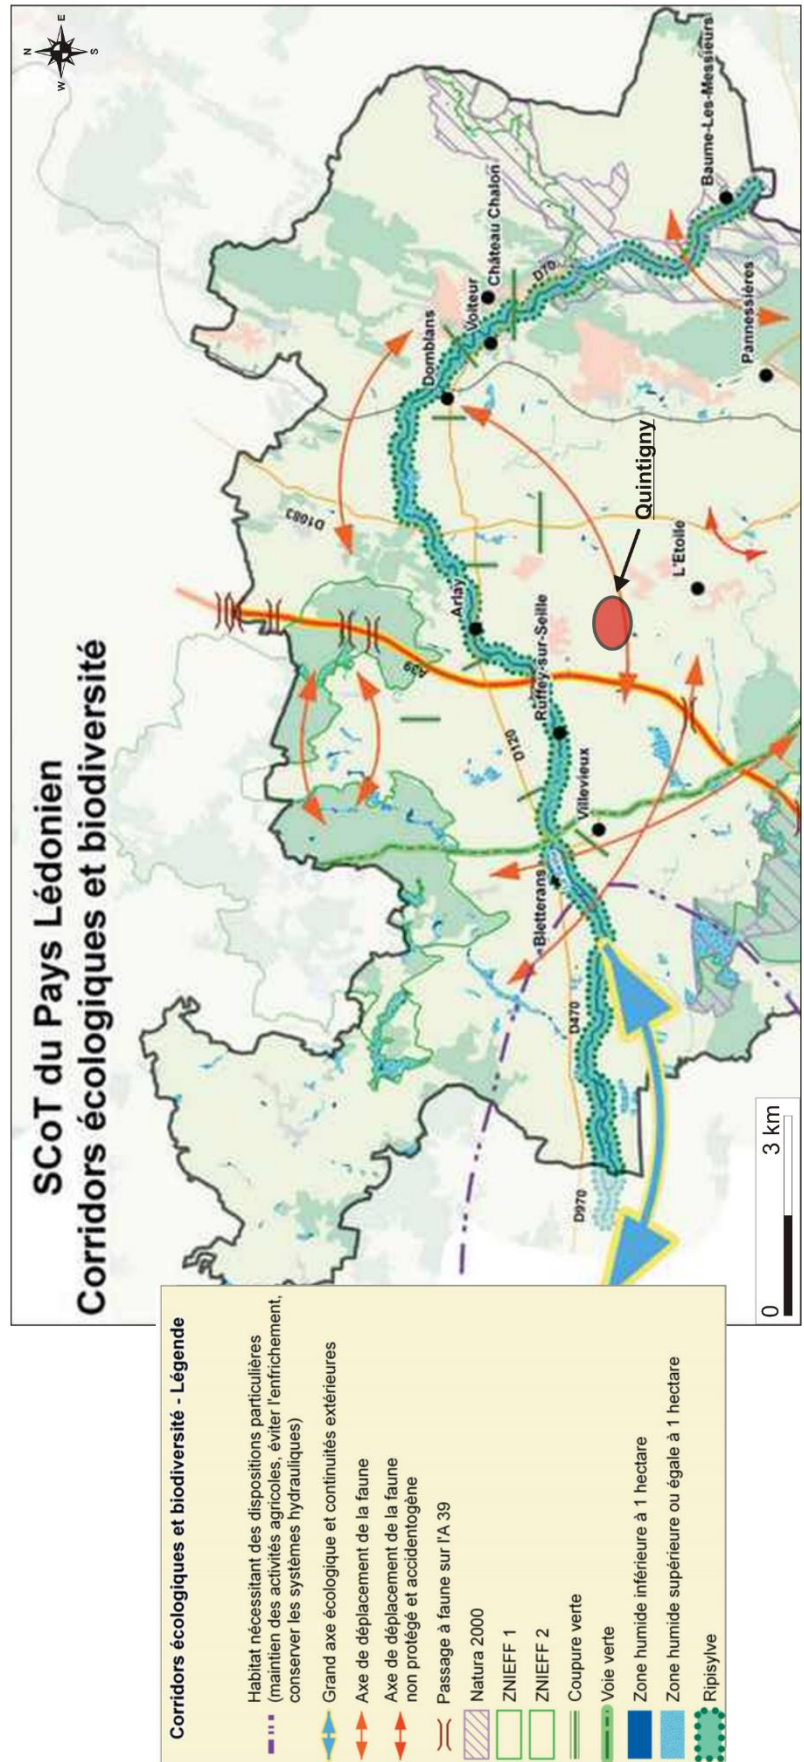 SCoT du Pays Lédonien
Corridors écologiques et biodiversité
N
E
S
W
Baume-Les-Messieurs
Château Chalon
Voiteur
D70
Domblans
Pannessières
D1083
Quintigny
L'Etoile
Arlay
A39
Ruffey-sur-Seille
D120
Villevieux
Bletterans
D470
D970
0
3 km
Corridors écologiques et biodiversité - Légende
Habitat nécessitant des dispositions particulières
(maintien des activités agricoles, éviter l'enfrichement,
conserver les systèmes hydrauliques)
Grand axe écologique et continuités extérieures
Axe de déplacement de la faune
Axe de déplacement de la faune
non protégé et accidentogène
Passage à faune sur l'A 39
Natura 2000
ZNIEFF 1
ZNIEFF 2
Coupure verte
Voie verte
Zone humide inférieure à 1 hectare
Zone humide supérieure ou égale à 1 hectare
Ripisylve